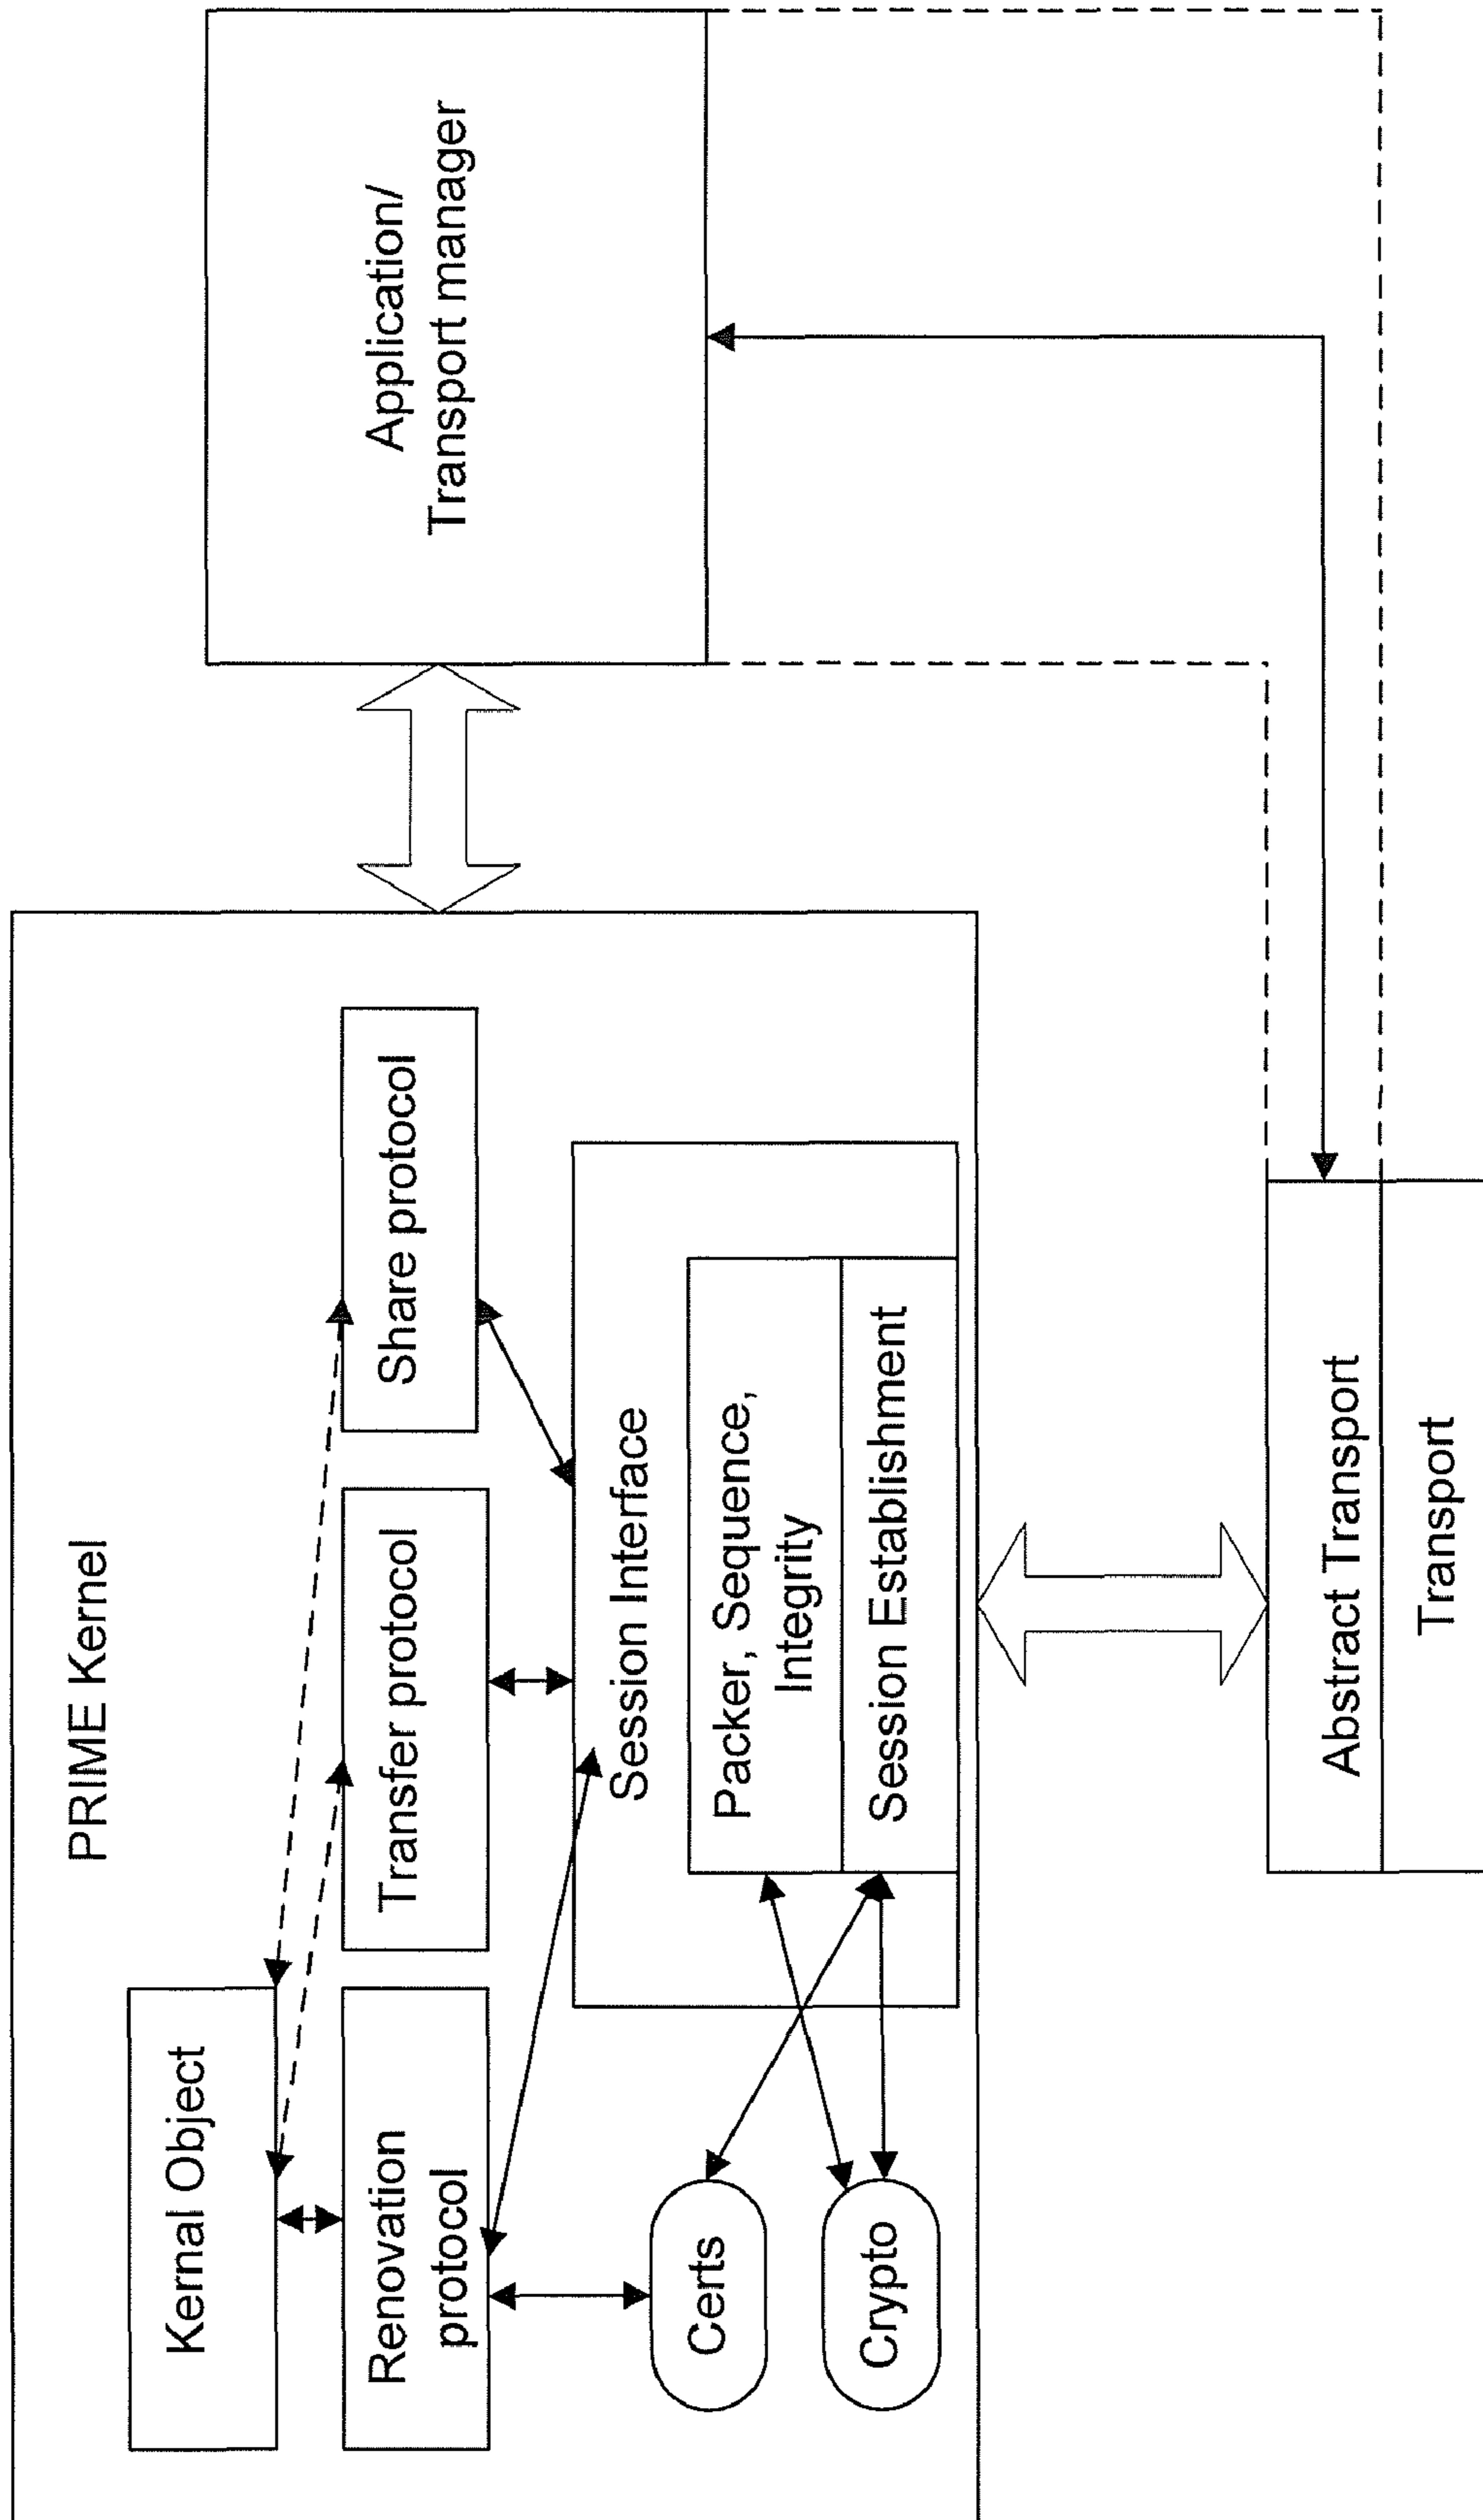 PRIME Kernel
Kernal Object
Renovation
protocol
Transfer protocol
Share protocol
Session Interface
Packer, Sequence,
Integrity
Session Establishment
Certs
Crypto
Application/
Transport manager
Abstract Transport
Transport